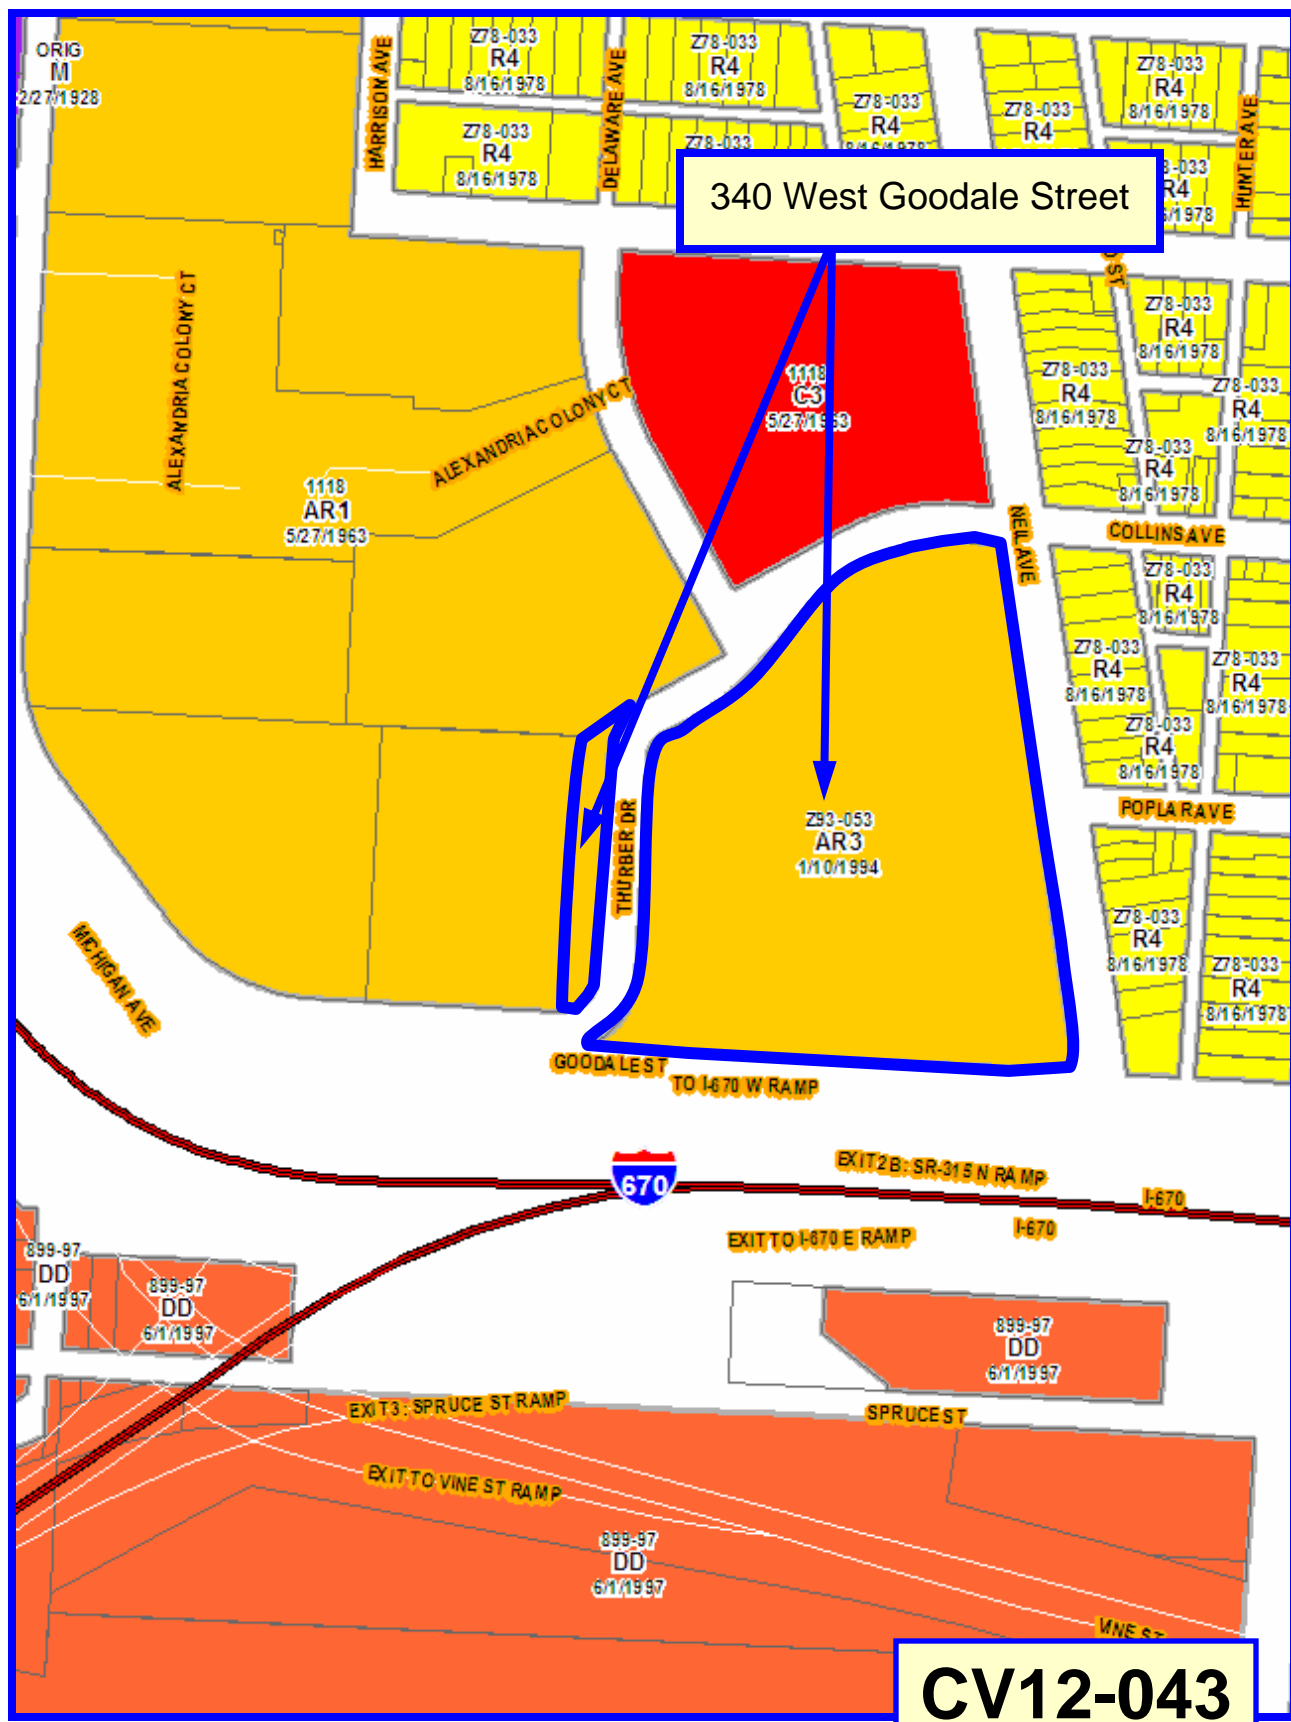 ORIG
M
2/27/1928
HARRISON AVE
Z78-033
R4
8/16/1978
DELAWARE AVE
Z78-033
R4
8/16/1978
Z78-033
R4
8/16/1978
Z78-033
R4
Z78-033
R4
8/16/1978
HUNTER AVE
Z78-033
R4
8/16/1978
Z78-033
R4
340 West Goodale Street
ST
ALEXANDRIA COLONY CT
ALEXANDRIA COLONY CT
1118
AR1
5/27/1963
1118
C3
5/27/1963
Z78-033
R4
8/16/1978
Z78-033
R4
8/16/1978
Z78-033
R4
8/16/1978
Z78-033
R4
8/16/1978
NEIL AVE
COLLINS AVE
Z78-033
R4
8/16/1978
Z78-033
R4
8/16/1978
Z78-033
R4
8/16/1978
Z78-033
R4
8/16/1978
POPLAR AVE
THURBER DR
Z93-053
AR3
1/10/1994
Z78-033
R4
8/16/1978
Z78-033
R4
8/16/1978
MICHIGAN AVE
GOODALE ST
TO I-670 W RAMP
670
EXIT 2B: SR-315 N RAMP
I-670
EXIT TO I-670 E RAMP
I-670
899-97
DD
6/1/1997
899-97
DD
6/1/1997
899-97
DD
6/1/1997
EXIT 3: SPRUCE ST RAMP
SPRUCE ST
EXIT TO VINE ST RAMP
899-97
DD
6/1/1997
VINE ST
CV12-043